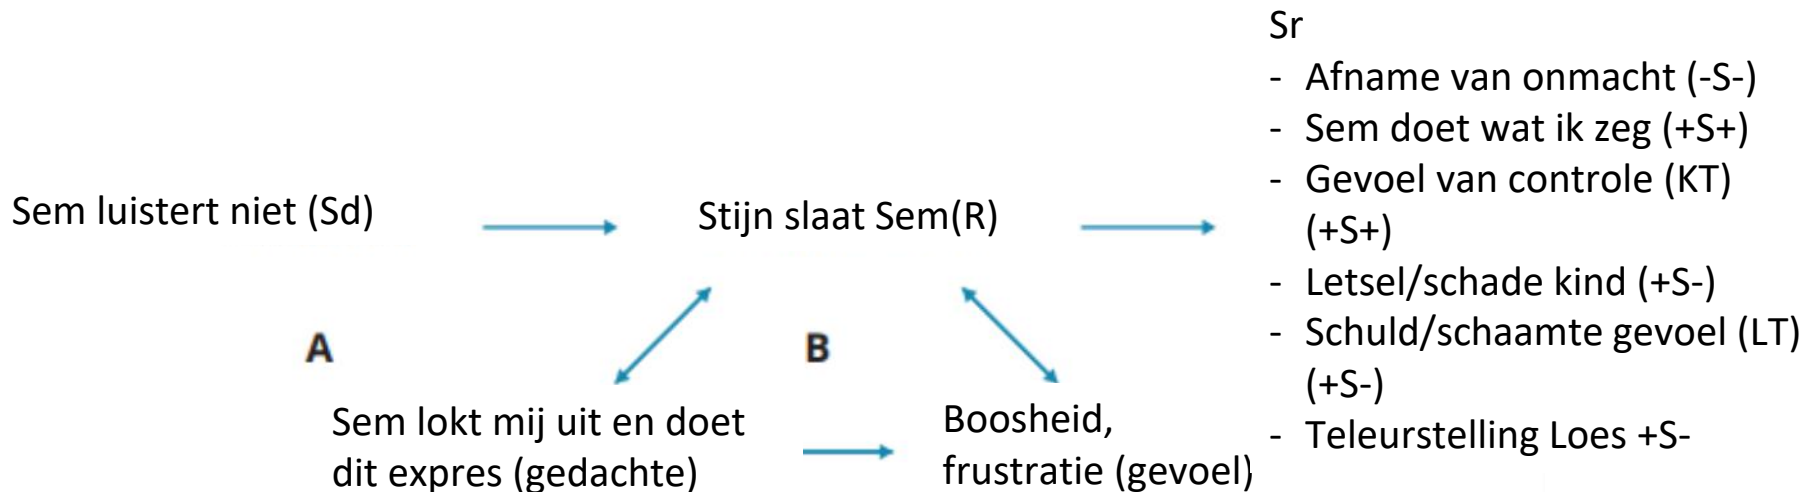 Sr
- Afname van onmacht (-S-)
- Sem doet wat ik zeg (+S+)
- Gevoel van controle (KT)
(+S+)
- Letsel/schade kind (+S-)
- Schuld/schaamte gevoel (LT)
(+S-)
- Teleurstelling Loes +S-
Sem luistert niet (Sd)
Stijn slaat Sem(R)
A
B
Sem lokt mij uit en doet
dit expres (gedachte)
Boosheid,
frustratie (gevoel)